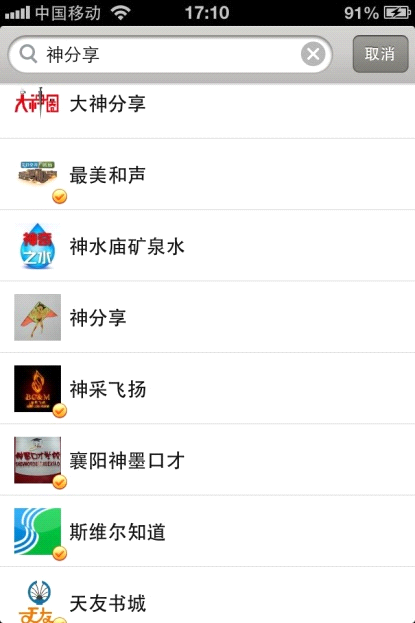 中国移动 17:10 91%
神分享 取消
大神圈 大神分享
最美和声
神奇之水 神水庙矿泉水
神分享
神采飞扬
襄阳神墨口才
斯维尔知道
天友 天友书城